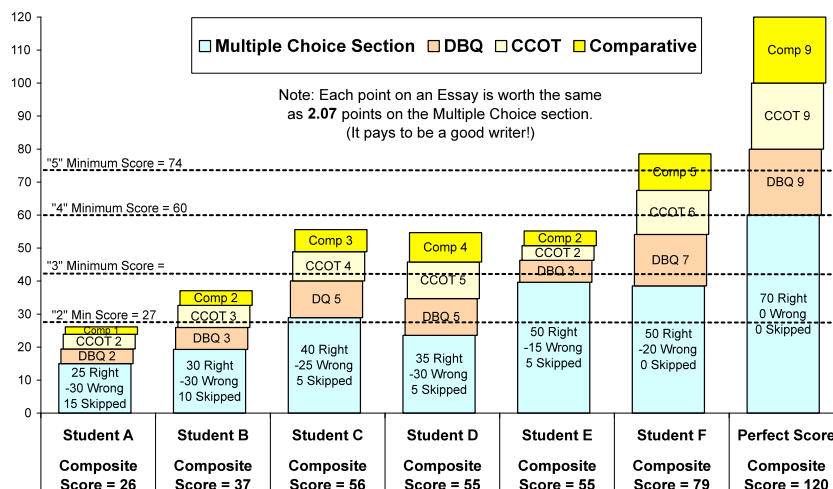 120
110
100
90
80
70
60
50
40
30
20
10
0
Multiple Choice Section DBQ CCOT Comparative
Note: Each point on an Essay is worth the same
as 2.07 points on the Multiple Choice section.
(It pays to be a good writer!)
"5" Minimum Score = 74
"4" Minimum Score = 60
"3" Minimum Score =
"2" Min Score = 27
Comp 1
CCOT 2
DBQ 2
25 Right
-30 Wrong
15 Skipped
Comp 2
CCOT 3
DBQ 3
30 Right
-30 Wrong
10 Skipped
Comp 3
CCOT 4
DQ 5
40 Right
-25 Wrong
5 Skipped
Comp 4
CCOT 5
DBQ 5
35 Right
-30 Wrong
5 Skipped
Comp 2
CCOT 2
DBQ 3
50 Right
-15 Wrong
5 Skipped
Comp 5
CCOT 6
DBQ 7
50 Right
-20 Wrong
0 Skipped
Comp 9
CCOT 9
DBQ 9
70 Right
0 Wrong
0 Skipped
Student A Student B Student C Student D Student E Student F Perfect Score
Composite Composite Composite Composite Composite Composite Composite
Score = 26 Score = 37 Score = 56 Score = 55 Score = 55 Score = 79 Score = 120